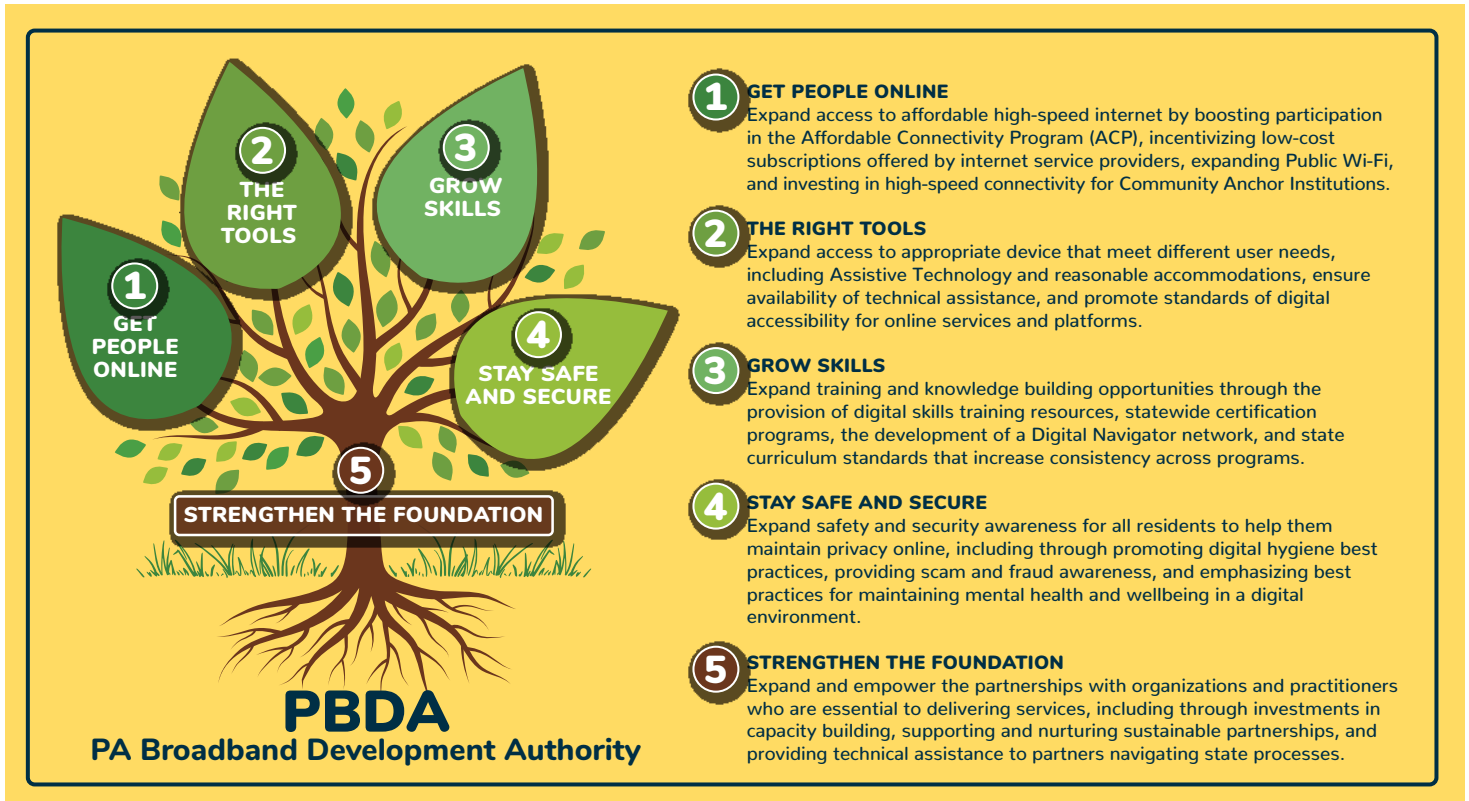 1
GET
PEOPLE
ONLINE
2
THE
RIGHT
TOOLS
3
GROW
SKILLS
4
STAY SAFE
AND SECURE
5
STRENGTHEN THE FOUNDATION
PBDA
PA Broadband Development Authority
1 GET PEOPLE ONLINE
Expand access to affordable high-speed internet by boosting participation
in the Affordable Connectivity Program (ACP), incentivizing low-cost
subscriptions offered by internet service providers, expanding Public Wi-Fi,
and investing in high-speed connectivity for Community Anchor Institutions.
2 THE RIGHT TOOLS
Expand access to appropriate device that meet different user needs,
including Assistive Technology and reasonable accommodations, ensure
availability of technical assistance, and promote standards of digital
accessibility for online services and platforms.
3 GROW SKILLS
Expand training and knowledge building opportunities through the
provision of digital skills training resources, statewide certification
programs, the development of a Digital Navigator network, and state
curriculum standards that increase consistency across programs.
4 STAY SAFE AND SECURE
Expand safety and security awareness for all residents to help them
maintain privacy online, including through promoting digital hygiene best
practices, providing scam and fraud awareness, and emphasizing best
practices for maintaining mental health and wellbeing in a digital
environment.
5 STRENGTHEN THE FOUNDATION
Expand and empower the partnerships with organizations and practitioners
who are essential to delivering services, including through investments in
capacity building, supporting and nurturing sustainable partnerships, and
providing technical assistance to partners navigating state processes.